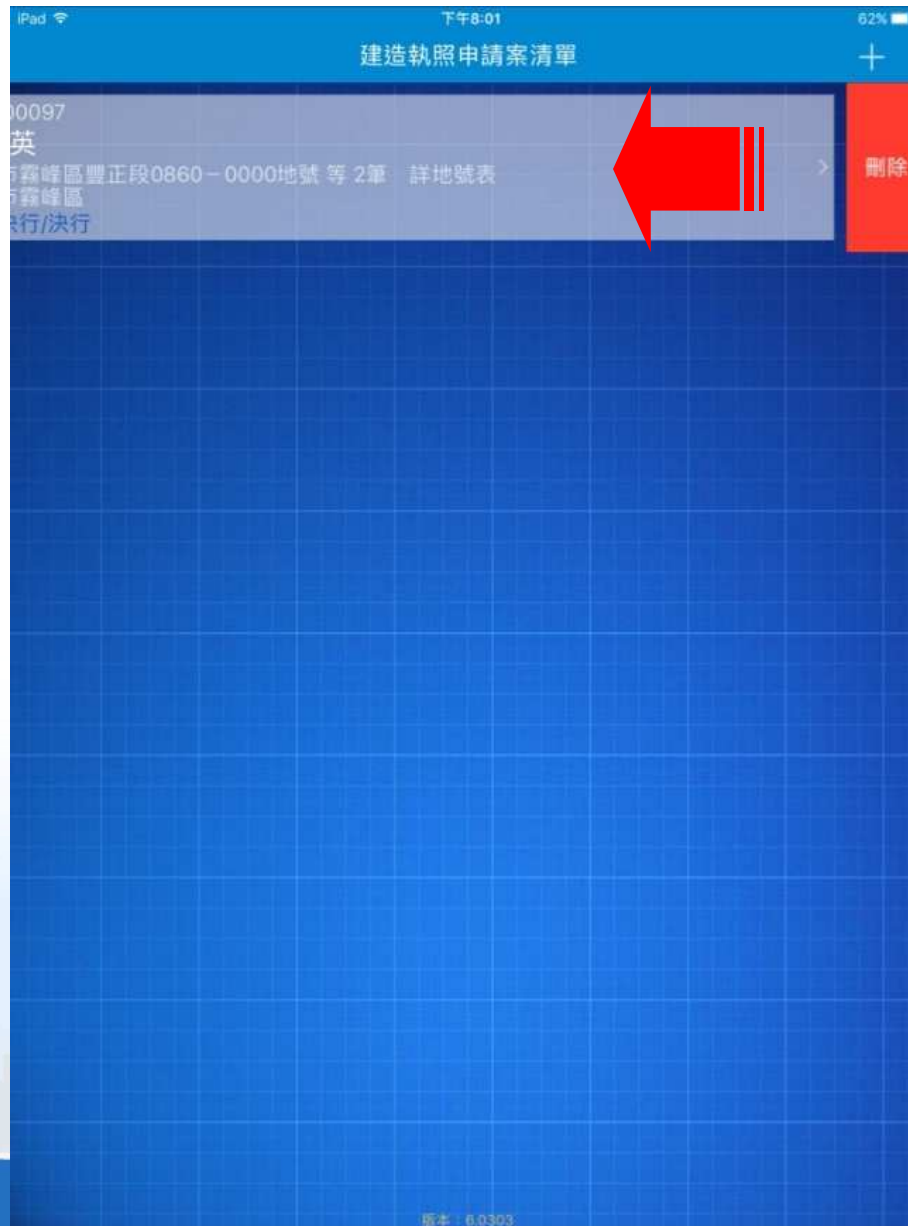 iPad 下午8:01 62%
建造執照申請案清單 +
00097
英
市霧峰區豐正段0860－0000地號 等 2筆 詳地號表 > 刪除
市霧峰區
決行/決行
版本：6.0303